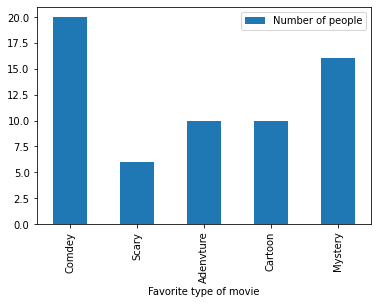 20.0
17.5
15.0
12.5
10.0
7.5
5.0
2.5
0.0
Number of people
Comdey
Scary
Adenvture
Cartoon
Mystery
Favorite type of movie